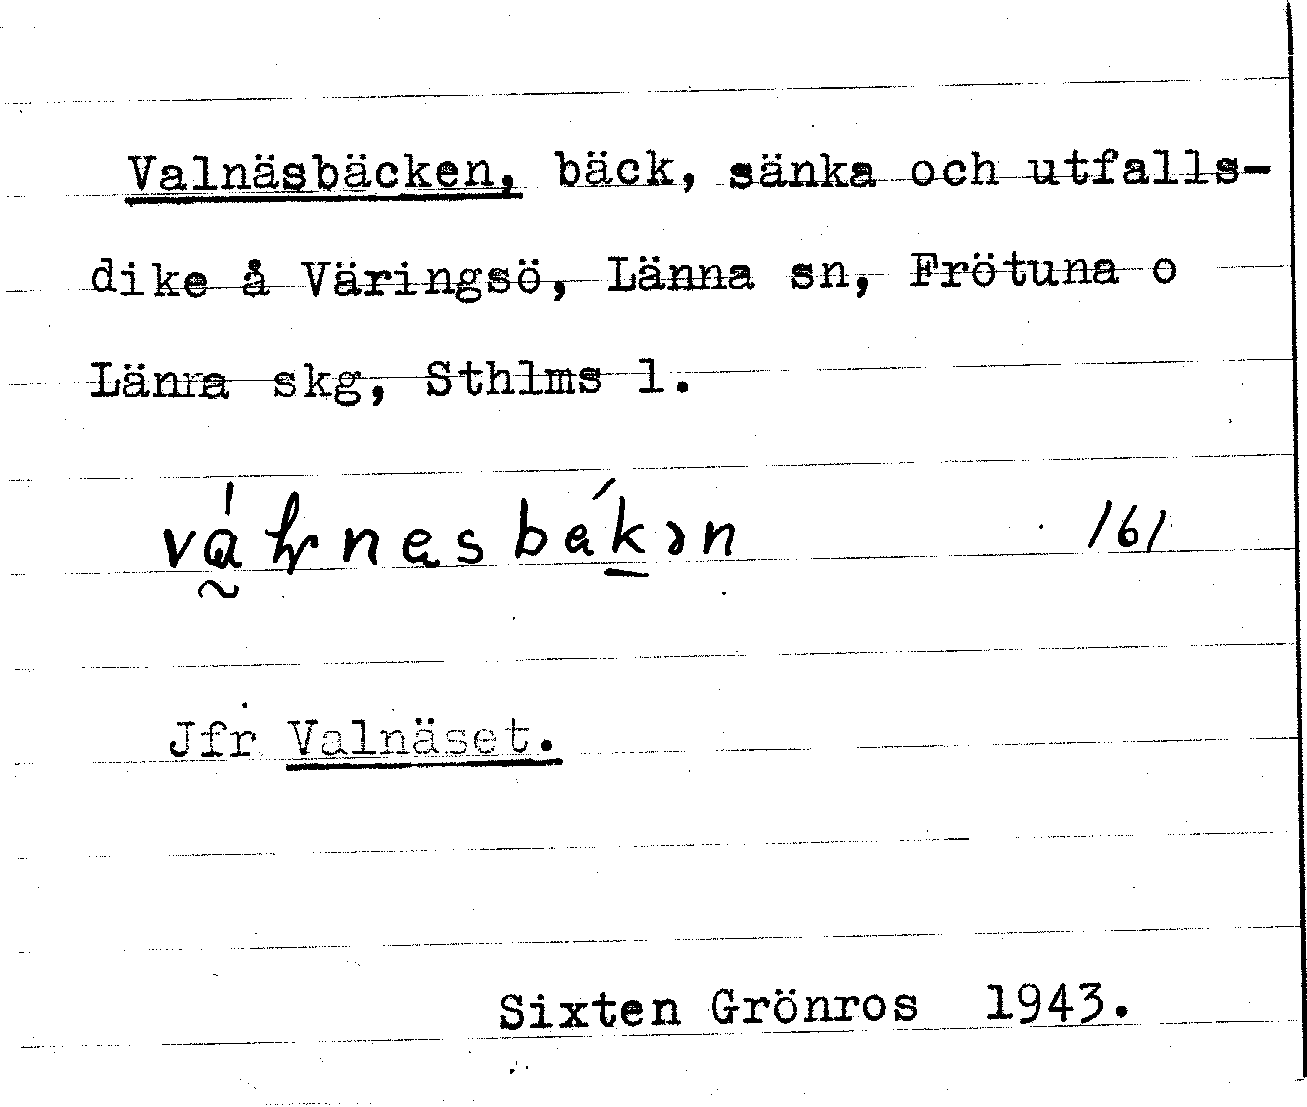 Valnäsbäcken, bäck, sänka och utfalls-
dike å Väringsö, Länna sn, Frötuna o
Länna skg, Sthlms l.
161
Jfr Valnäset.
Sixten Grönros 1943.